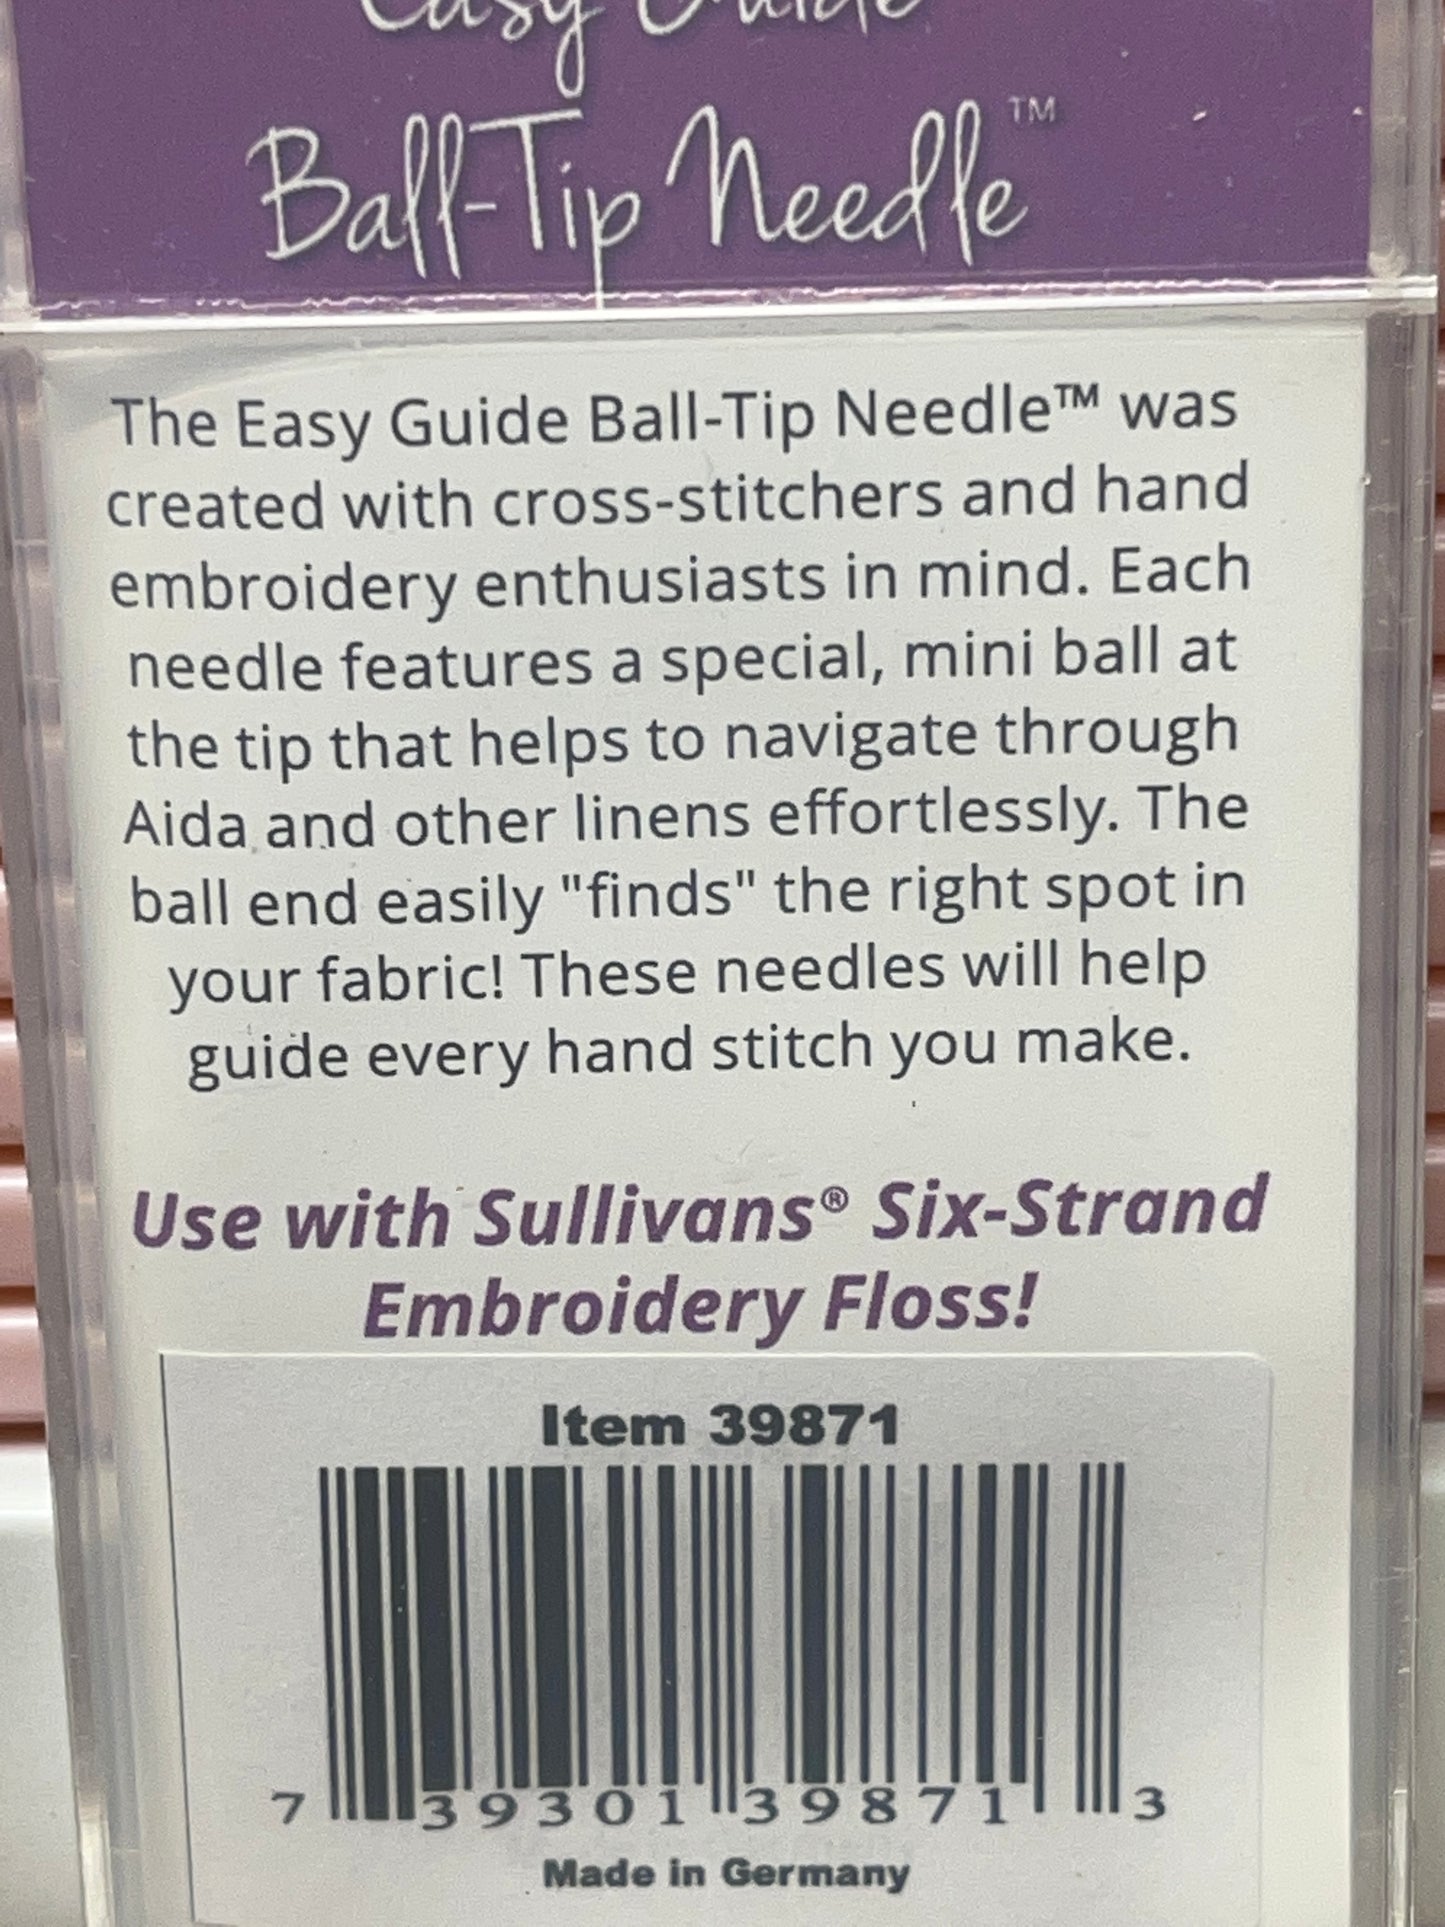 Easy Guide
Ball-Tip Needle™
The Easy Guide Ball-Tip Needle™ was
created with cross-stitchers and hand
embroidery enthusiasts in mind. Each
needle features a special, mini ball at
the tip that helps to navigate through
Aida and other linens effortlessly. The
ball end easily "finds" the right spot in
your fabric! These needles will help
guide every hand stitch you make.
Use with Sullivans® Six-Strand
Embroidery Floss!
Item 39871
7 39301 39871 3
Made in Germany